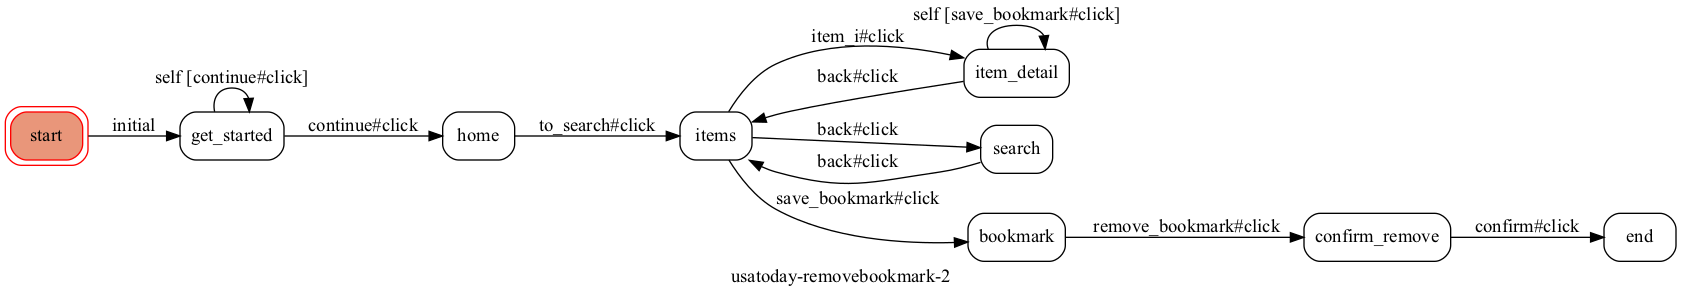 self [save_bookmark#click]
item_i#click
self [continue#click]
item_detail
back#click
start
initial
get_started
continue#click
home
to_search#click
items
back#click
search
back#click
save_bookmark#click
bookmark
remove_bookmark#click
confirm_remove
confirm#click
end
usatoday-removebookmark-2